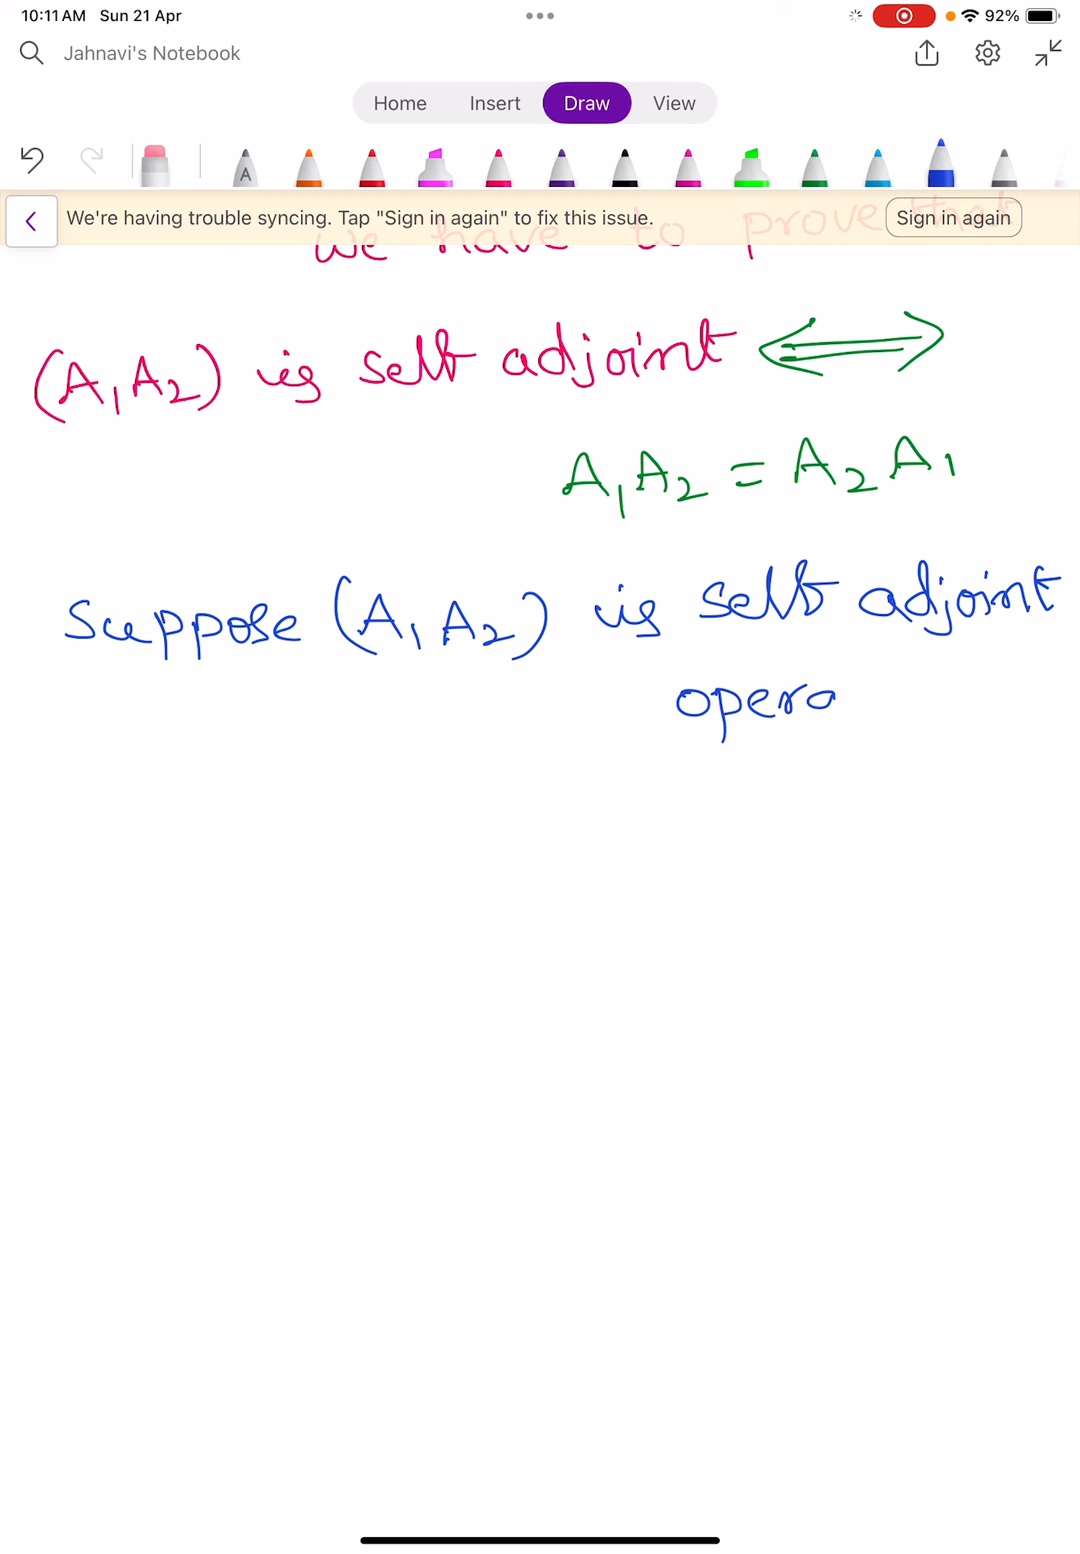 10:11 AM Sun 21 Apr
92%
Jahnavi's Notebook
Home Insert Draw View
A
We're having trouble syncing. Tap "Sign in again" to fix this issue. Sign in again
we have to prove that
(A₁A₂) is self adjoint ⟺
A₁A₂ = A₂A₁
Suppose (A₁A₂) is self adjoint
opera